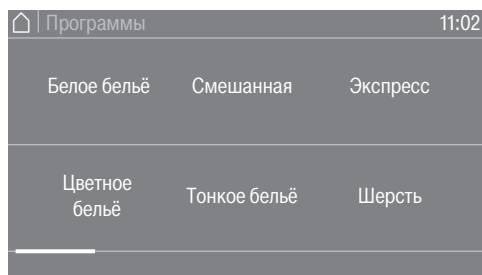 Программы 11:02
Белое бельё Смешанная Экспресс
Цветное
бельё Тонкое бельё Шерсть